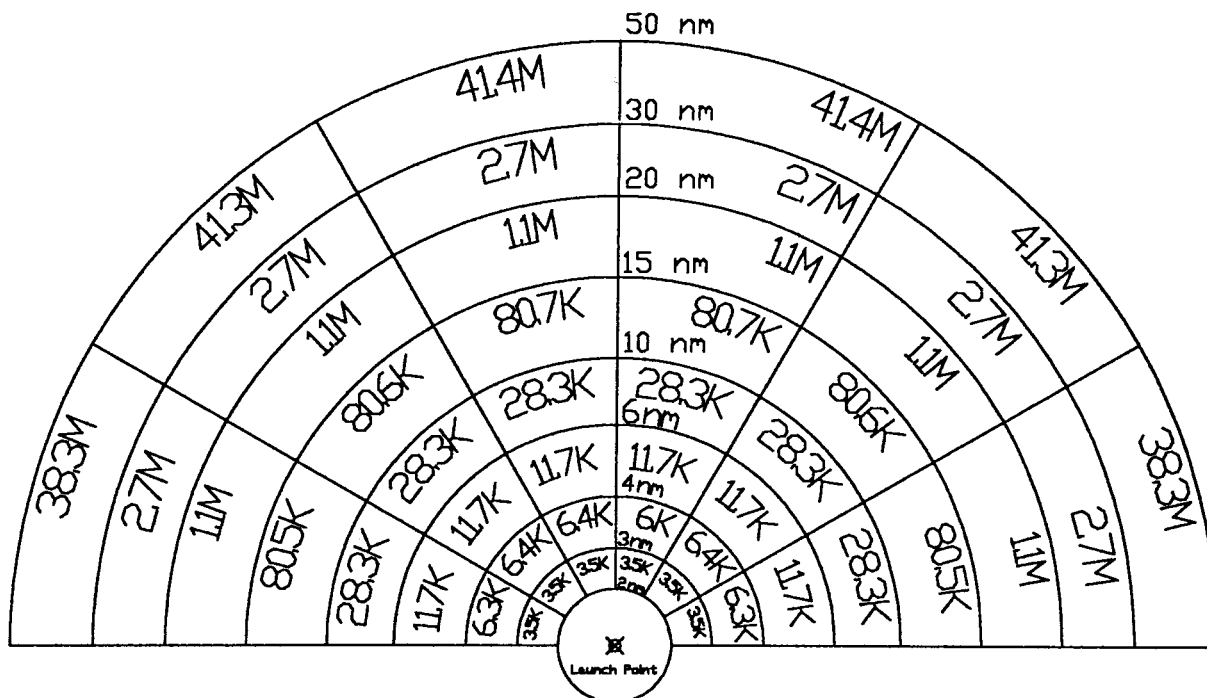 50 nm
38.3M
41.3M
41.4M
41.4M
41.3M
38.3M
30 nm
2.7M
2.7M
2.7M
2.7M
2.7M
2.7M
20 nm
1.1M
1.1M
1.1M
1.1M
1.1M
1.1M
15 nm
80.5K
80.6K
80.7K
80.7K
80.6K
80.5K
10 nm
28.3K
28.3K
28.3K
28.3K
28.3K
28.3K
6nm
11.7K
11.7K
11.7K
11.7K
11.7K
11.7K
4nm
6.3K
6.4K
6.4K
6K
6.4K
6.3K
3nm
3.5K
3.5K
3.5K
3.5K
3.5K
3.5K
2nm
Launch Point